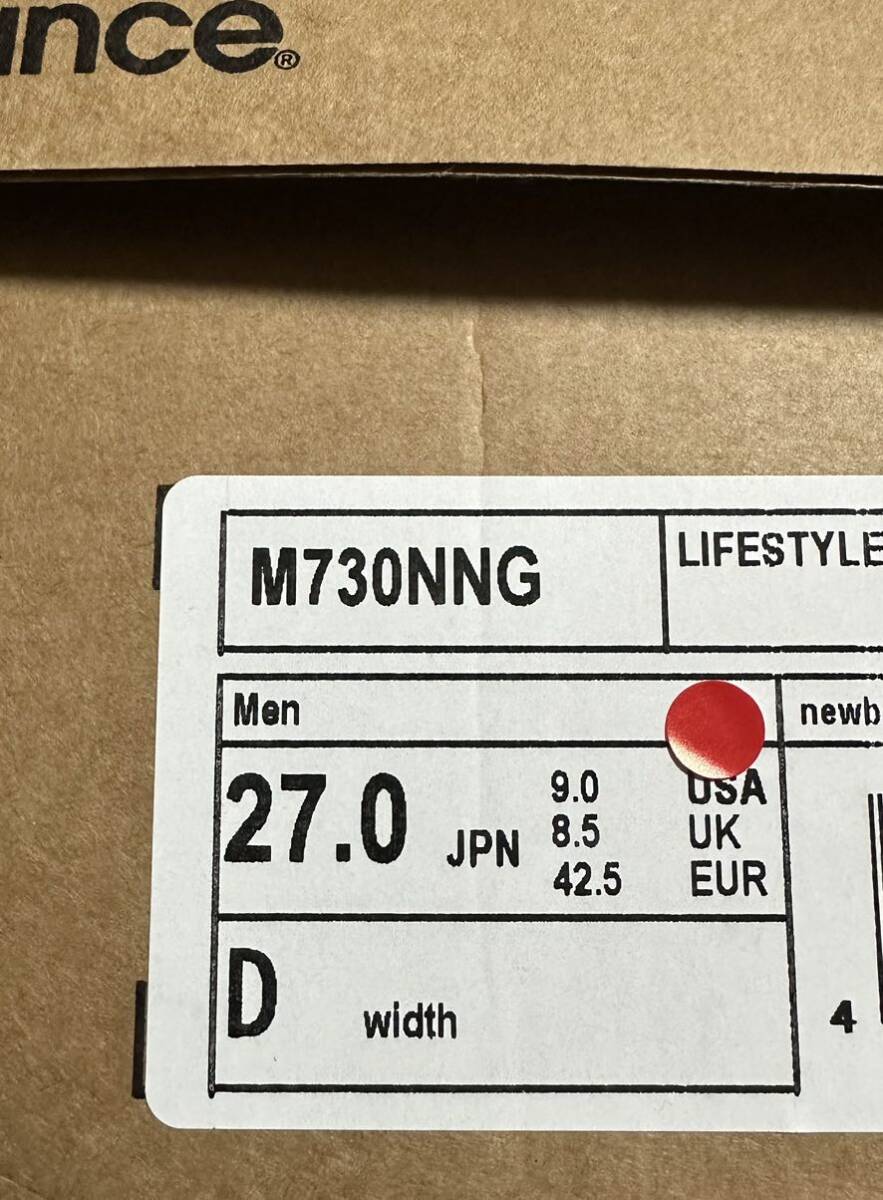 ance®
M730NNG
LIFESTYLE
Men
newb
27.0 JPN
9.0 USA
8.5 UK
42.5 EUR
D width
4